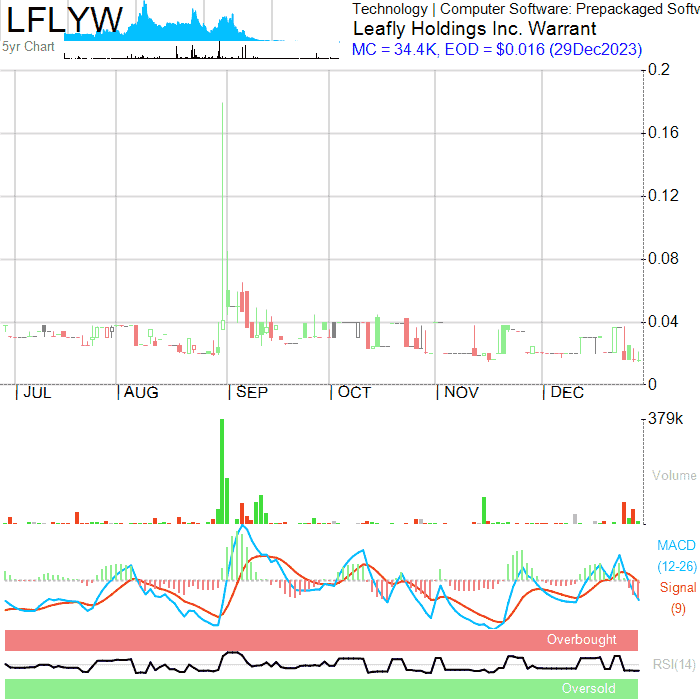 LFLYW
5yr Chart
Technology | Computer Software: Prepackaged Softw
Leafly Holdings Inc. Warrant
MC = 34.4K, EOD = $0.016 (29Dec2023)
0.2
0.16
0.12
0.08
0.04
0
JUL AUG SEP OCT NOV DEC
379k
Volume
MACD
(12-26)
Signal
(9)
Overbought
RSI(14)
Oversold